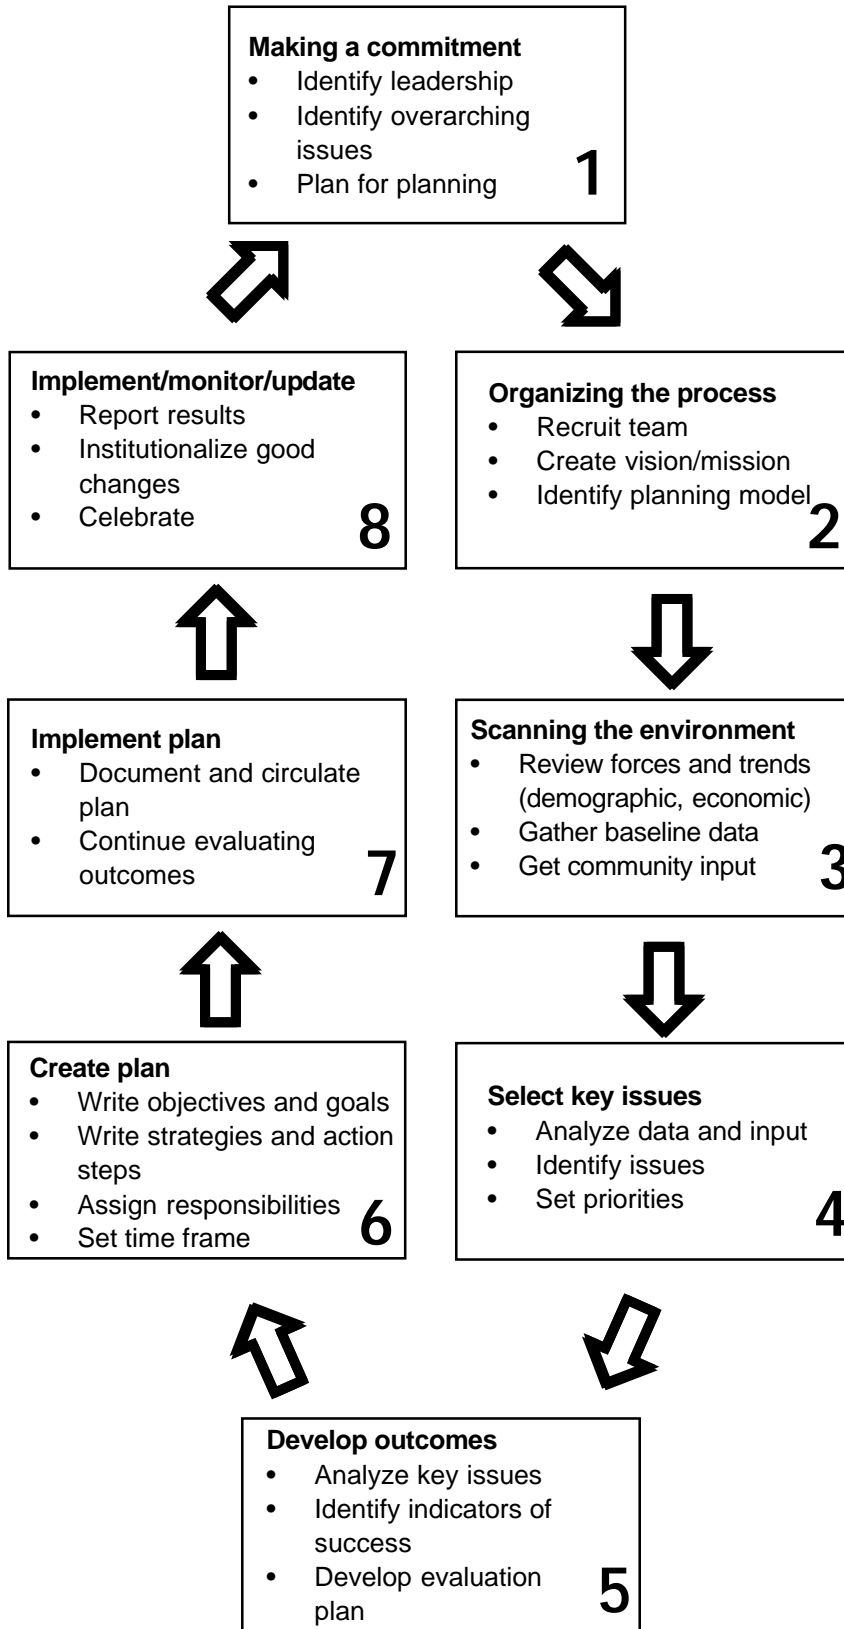 Making a commitment
• Identify leadership
• Identify overarching
issues
• Plan for planning
1
Organizing the process
• Recruit team
• Create vision/mission
• Identify planning model
2
Scanning the environment
• Review forces and trends
(demographic, economic)
• Gather baseline data
• Get community input
3
Select key issues
• Analyze data and input
• Identify issues
• Set priorities
4
Develop outcomes
• Analyze key issues
• Identify indicators of
success
• Develop evaluation
plan
5
Create plan
• Write objectives and goals
• Write strategies and action
steps
• Assign responsibilities
• Set time frame
6
Implement plan
• Document and circulate
plan
• Continue evaluating
outcomes
7
Implement/monitor/update
• Report results
• Institutionalize good
changes
• Celebrate
8